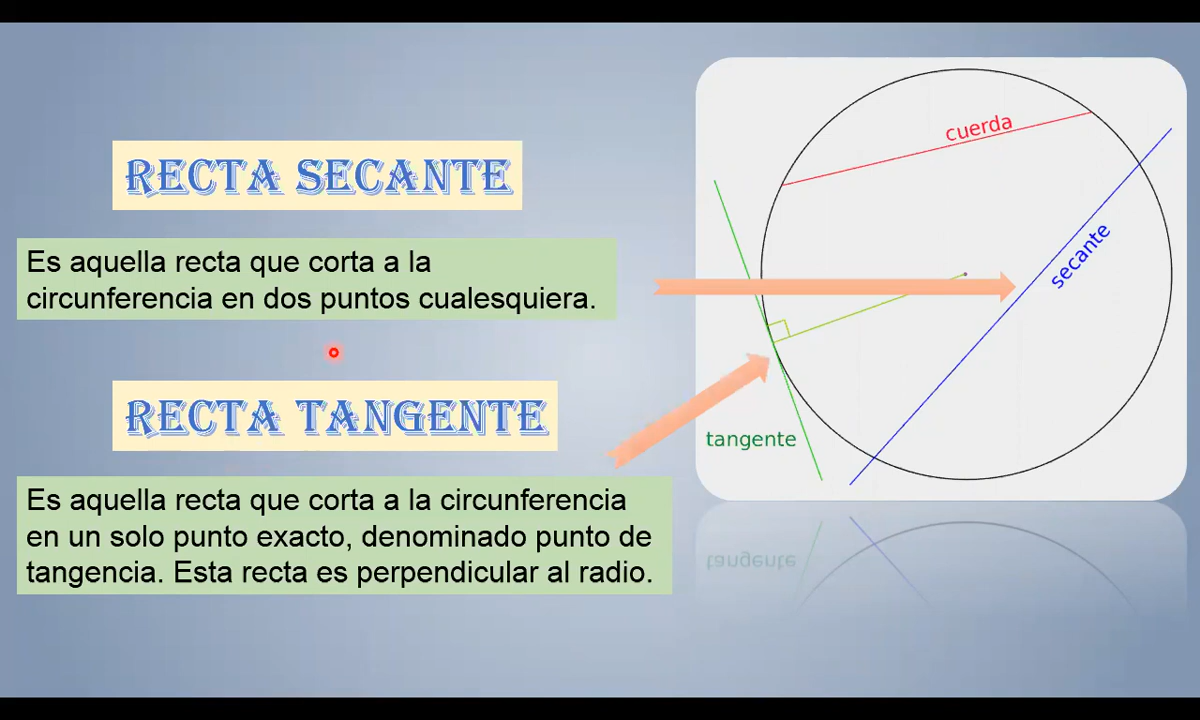 RECTA SECANTE
Es aquella recta que corta a la
circunferencia en dos puntos cualesquiera.
RECTA TANGENTE
Es aquella recta que corta a la circunferencia
en un solo punto exacto, denominado punto de
tangencia. Esta recta es perpendicular al radio.
cuerda
secante
tangente
tangente